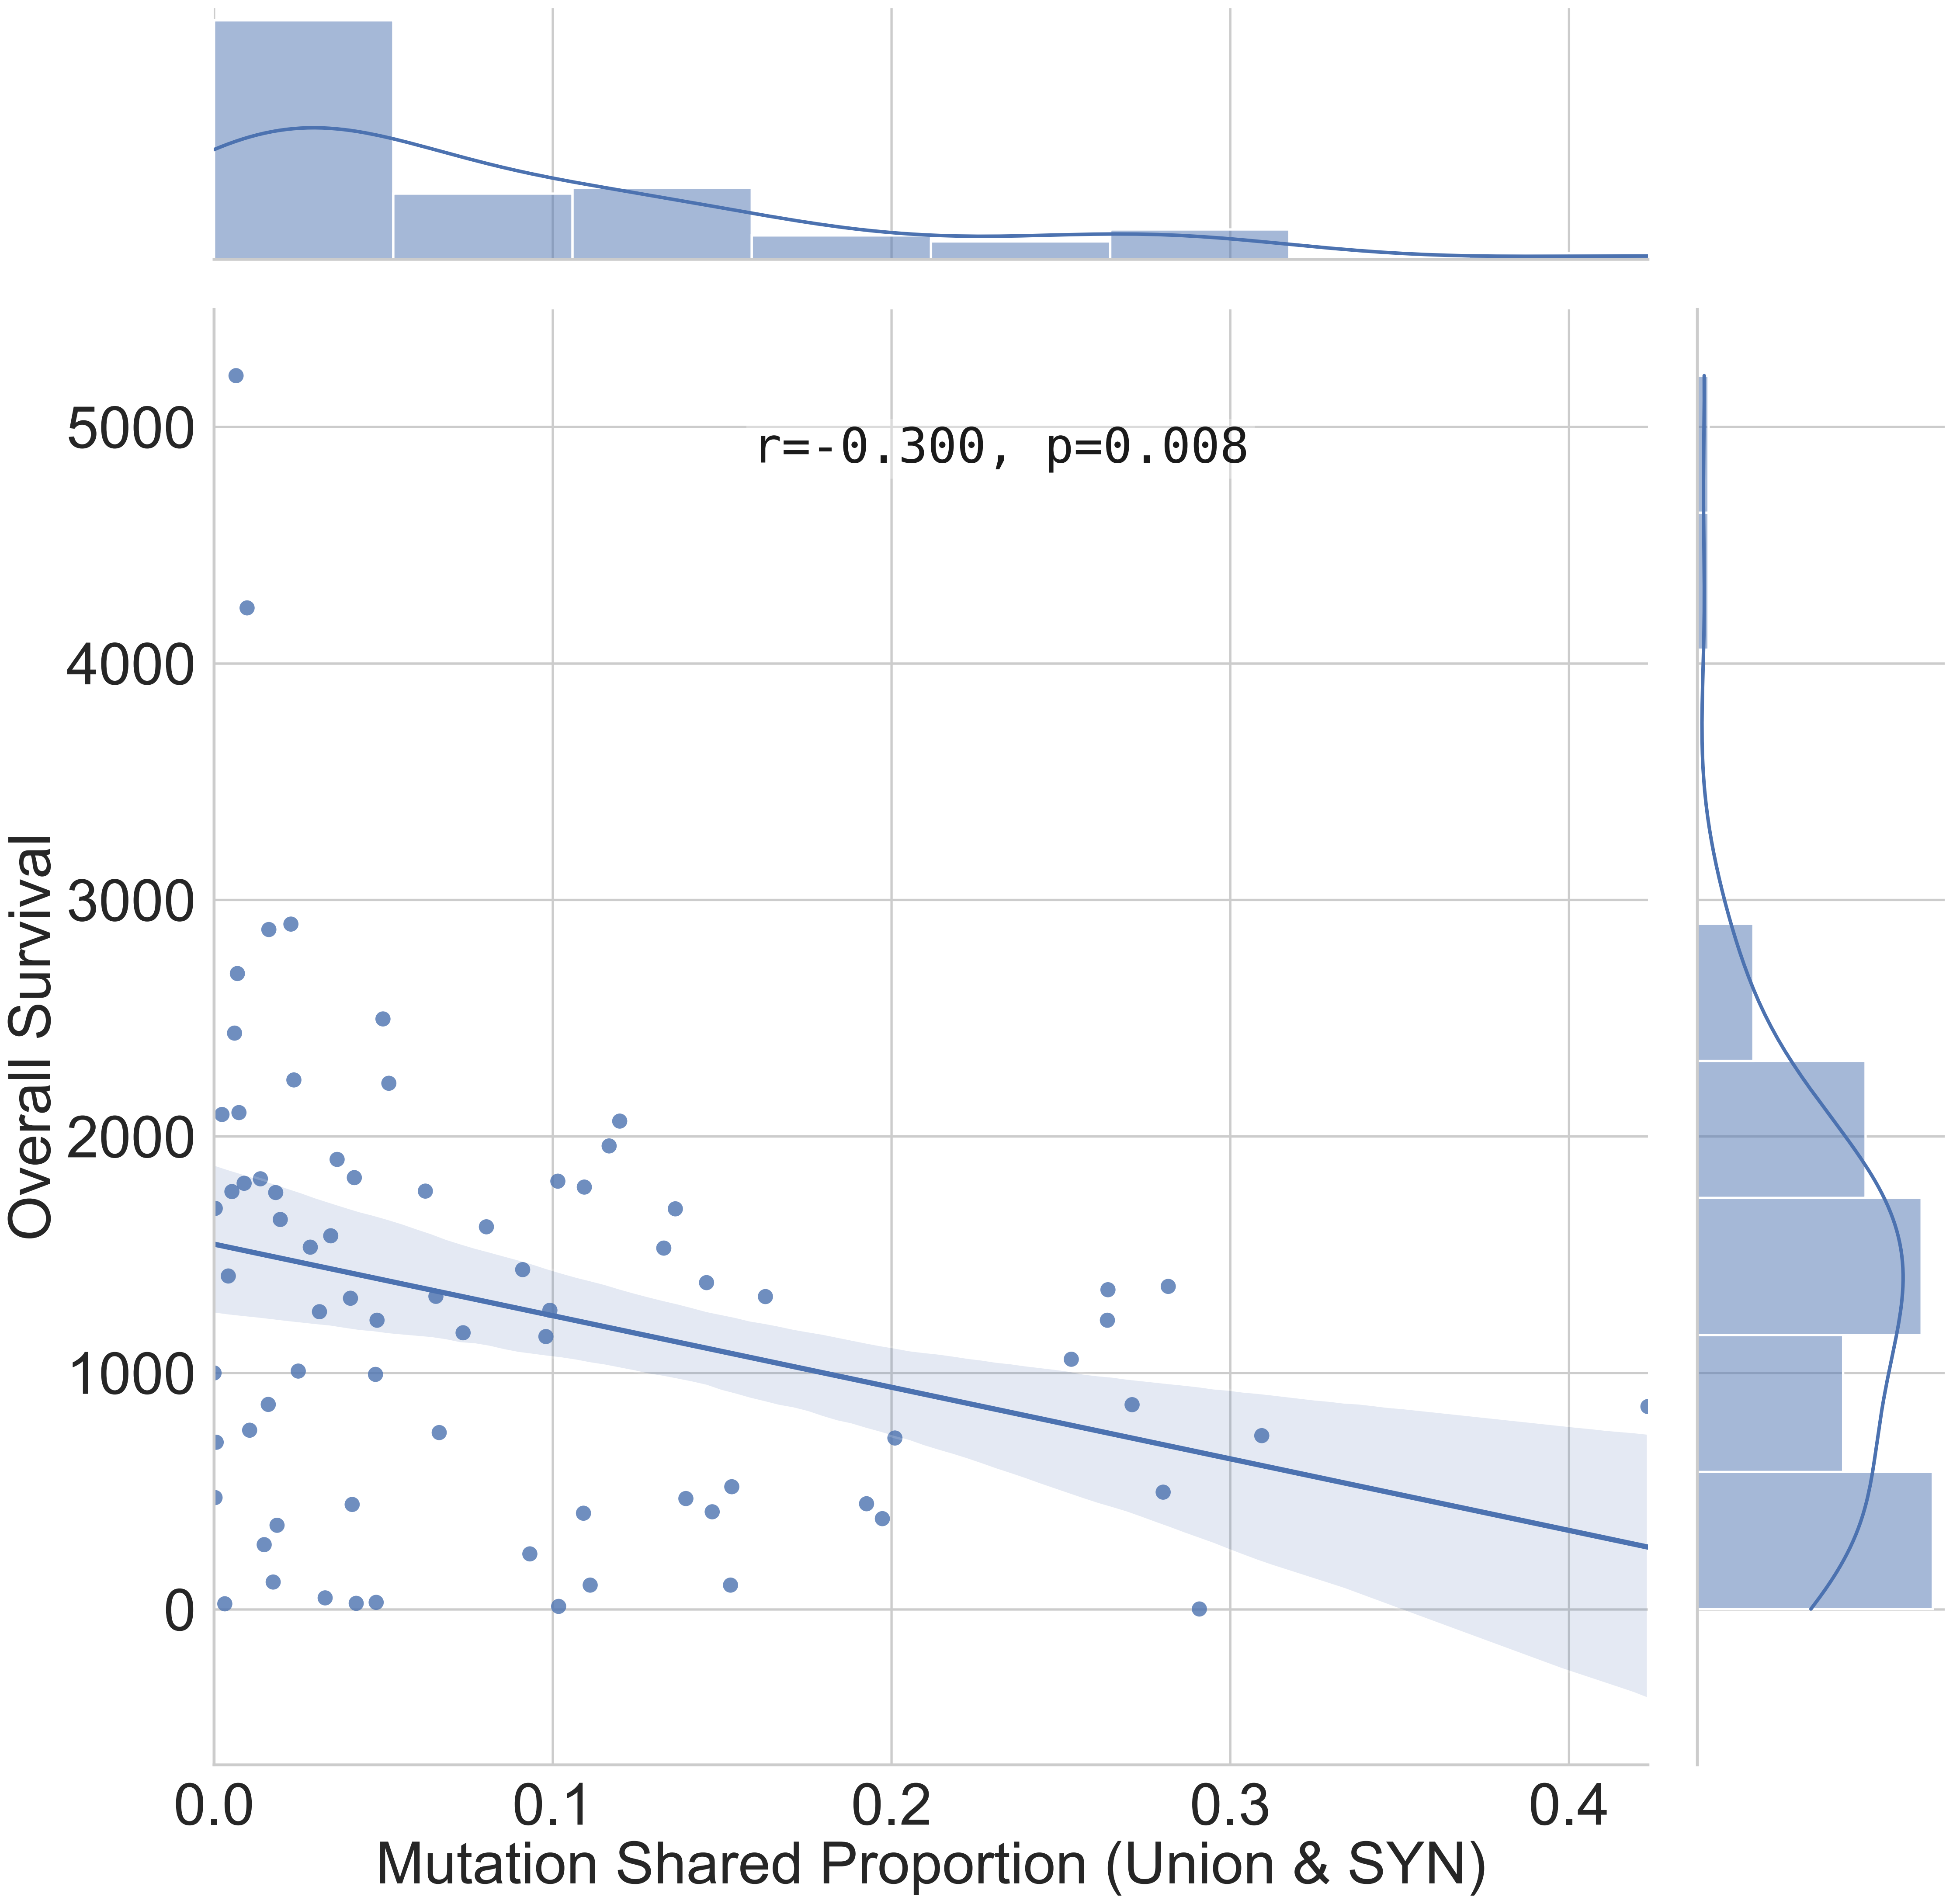 r=-0.300, p=0.008
Overall Survival
5000
4000
3000
2000
1000
0
0.0 0.1 0.2 0.3 0.4
Mutation Shared Proportion (Union & SYN)